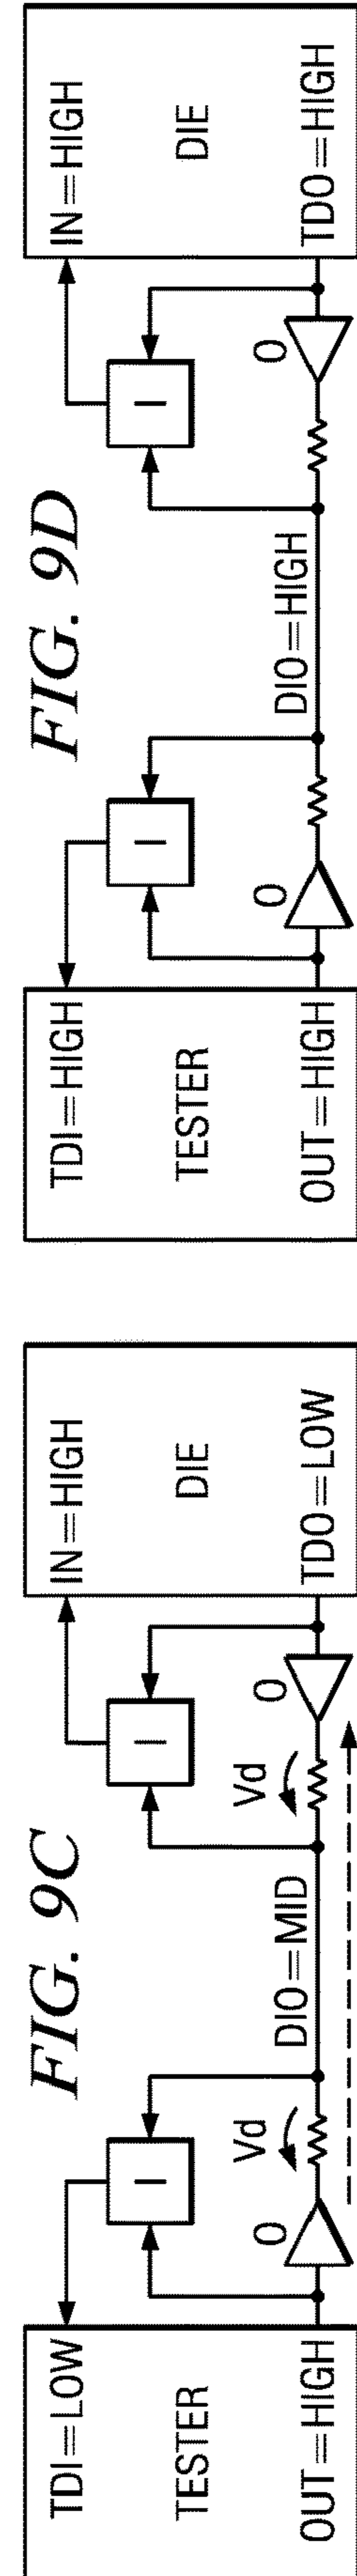 FIG. 9C
TDI=LOW
TESTER
OUT=HIGH
I
O
Vd
DIO=MID
I
Vd
O
IN=HIGH
DIE
TDO=LOW
FIG. 9D
TDI=HIGH
TESTER
OUT=HIGH
I
O
DIO=HIGH
I
O
IN=HIGH
DIE
TDO=HIGH